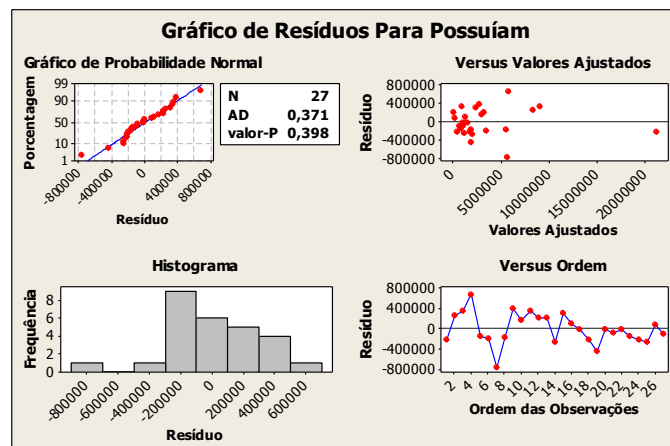 Gráfico de Resíduos Para Possuíam
Gráfico de Probabilidade Normal
Porcentagem
99
90
50
10
1
-800000 -400000 0 400000 800000
Resíduo
N 27
AD 0,371
valor-P 0,398
Versus Valores Ajustados
Resíduo
800000
400000
0
-400000
-800000
0 5000000 10000000 15000000 20000000
Valores Ajustados
Histograma
Frequência
8
6
4
2
0
-800000 -600000 -400000 -200000 0 200000 400000 600000
Resíduo
Versus Ordem
Resíduo
800000
400000
0
-400000
-800000
2 4 6 8 10 12 14 16 18 20 22 24 26
Ordem das Observações